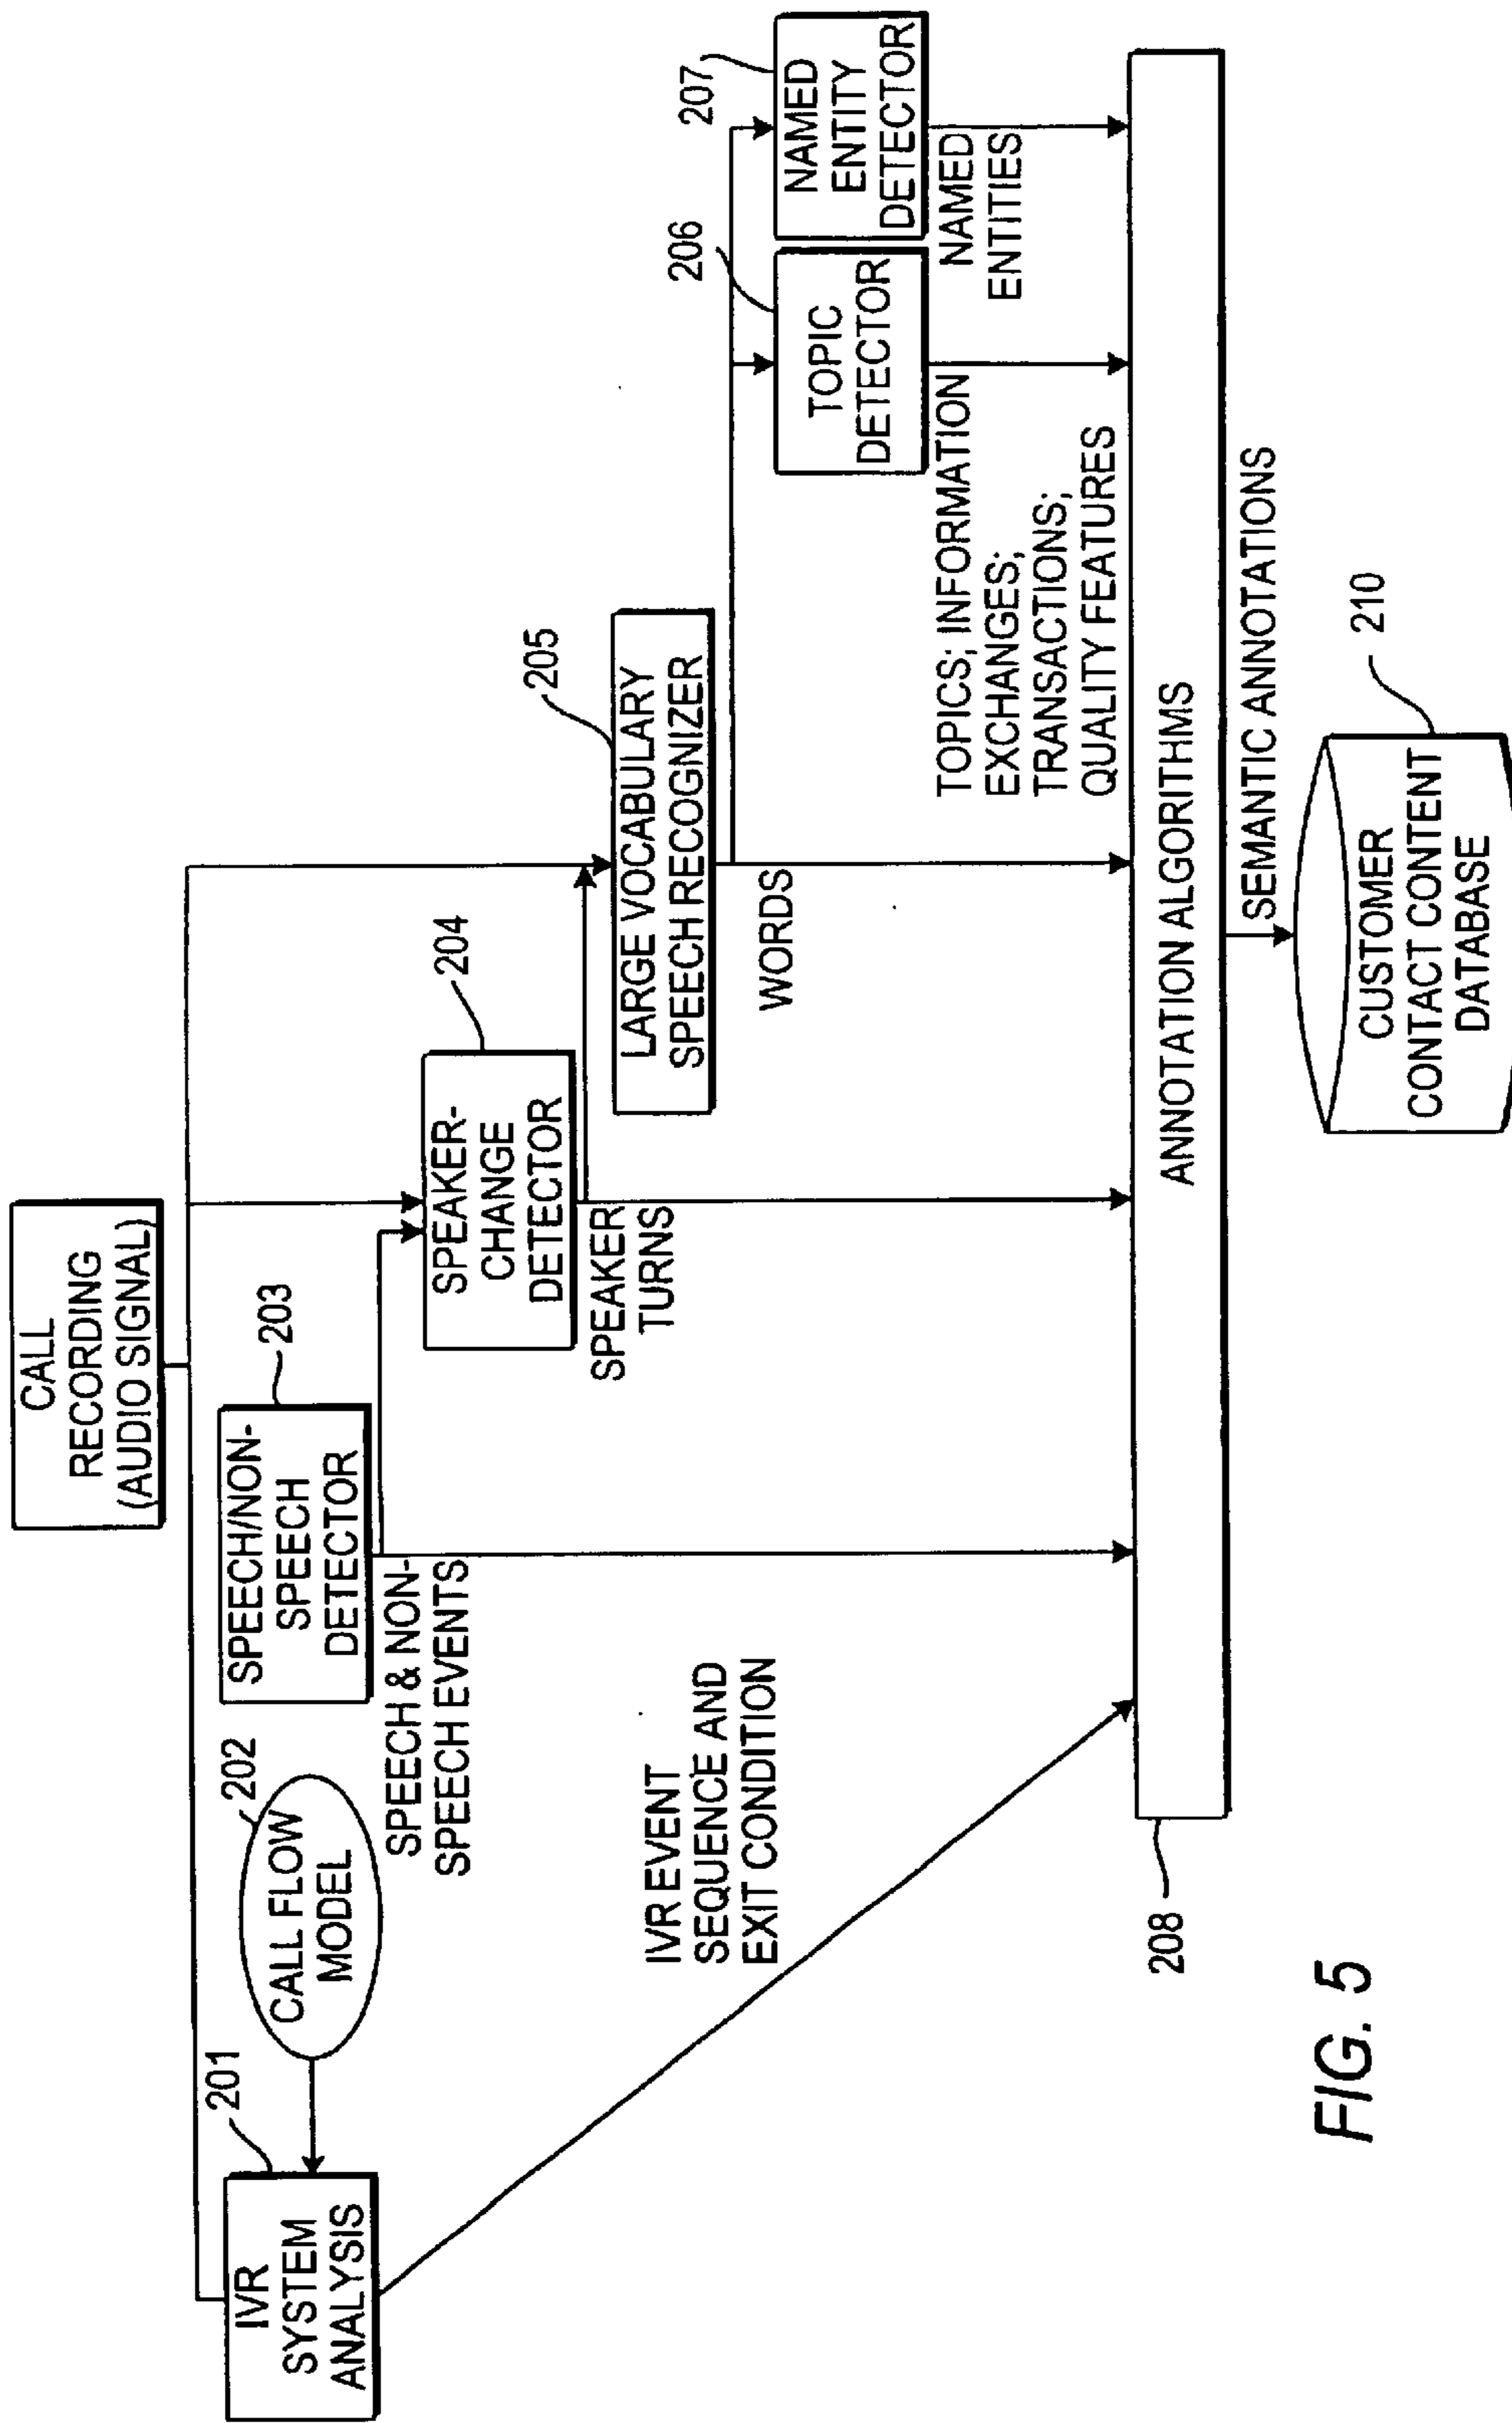 CALL
RECORDING
(AUDIO SIGNAL)
201
IVR
SYSTEM
ANALYSIS
202
CALL FLOW
MODEL
203
SPEECH/NON-
SPEECH
DETECTOR
SPEECH & NON-
SPEECH EVENTS
204
SPEAKER-
CHANGE
DETECTOR
SPEAKER
TURNS
205
LARGE VOCABULARY
SPEECH RECOGNIZER
WORDS
206
TOPIC
DETECTOR
207
NAMED
ENTITY
DETECTOR
NAMED
ENTITIES
TOPICS; INFORMATION
EXCHANGES;
TRANSACTIONS;
QUALITY FEATURES
IVR EVENT
SEQUENCE AND
EXIT CONDITION
208
ANNOTATION ALGORITHMS
SEMANTIC ANNOTATIONS
210
CUSTOMER
CONTACT CONTENT
DATABASE
FIG. 5